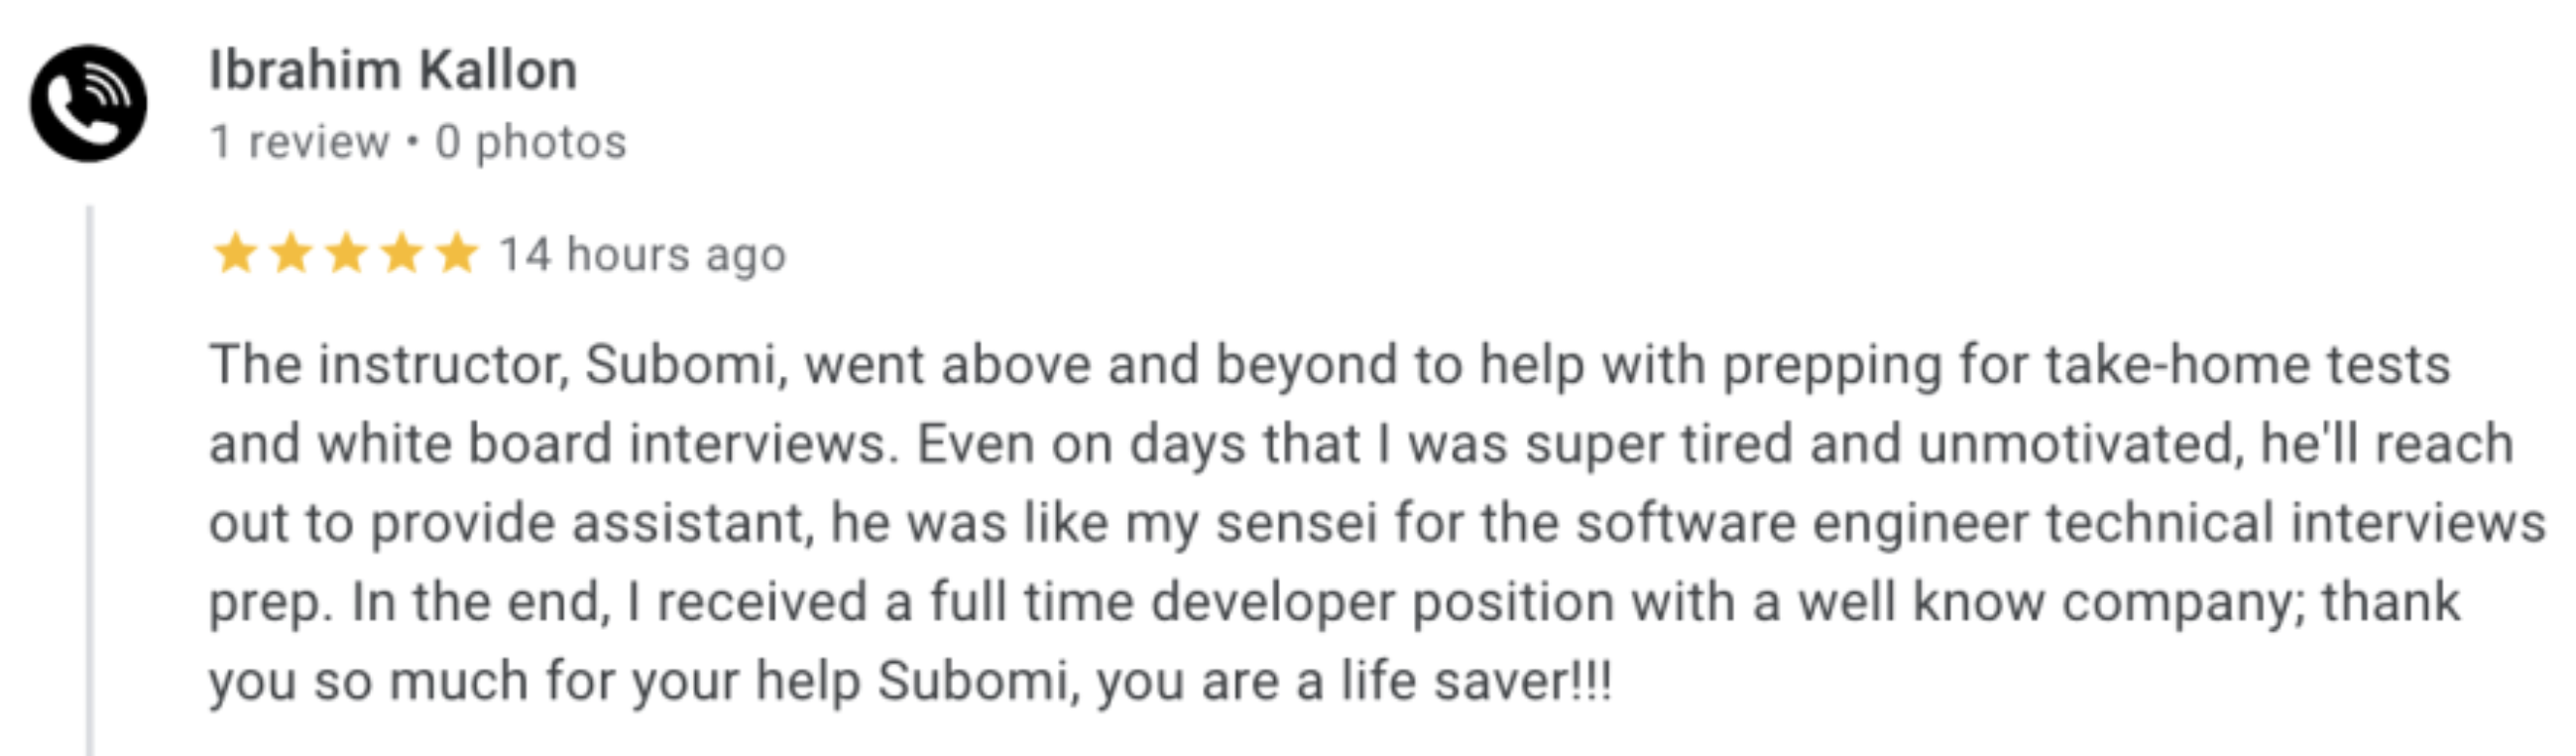 Ibrahim Kallon
1 review • 0 photos
14 hours ago
The instructor, Subomi, went above and beyond to help with prepping for take-home tests
and white board interviews. Even on days that I was super tired and unmotivated, he'll reach
out to provide assistant, he was like my sensei for the software engineer technical interviews
prep. In the end, I received a full time developer position with a well know company; thank
you so much for your help Subomi, you are a life saver!!!